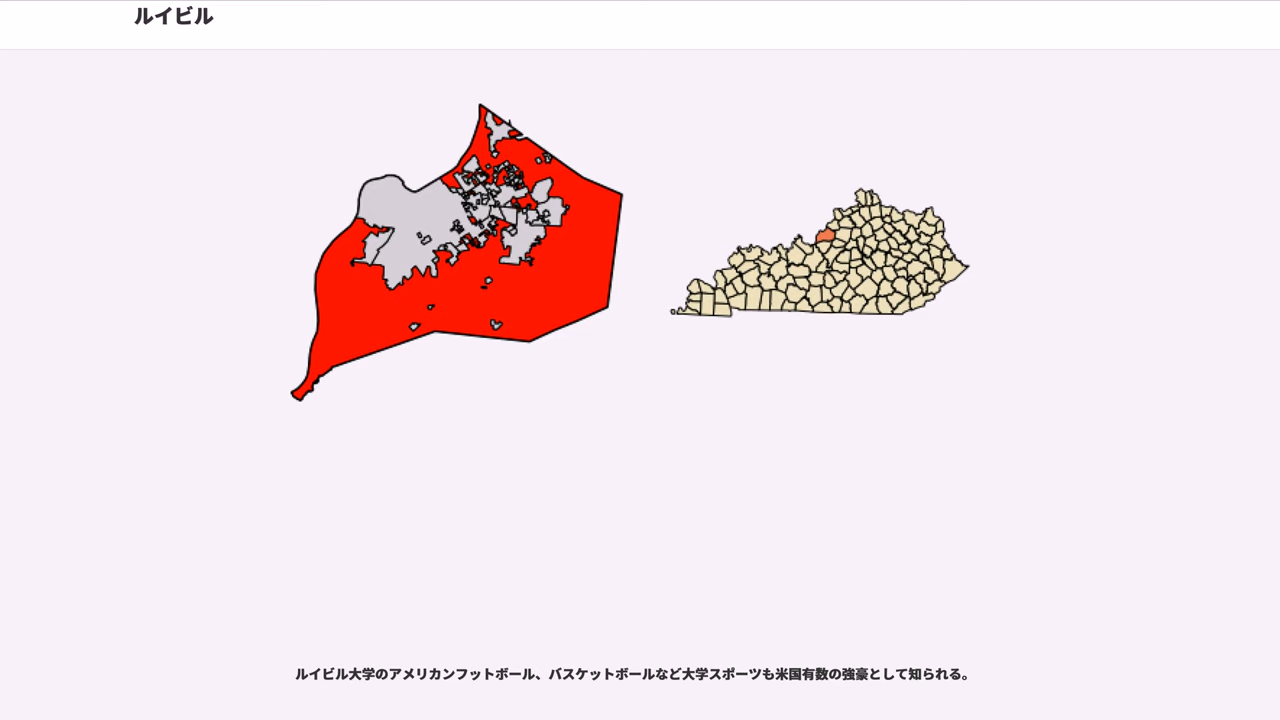 ルイビル
ルイビル大学のアメリカンフットボール、バスケットボールなど大学スポーツも米国有数の強豪として知られる。